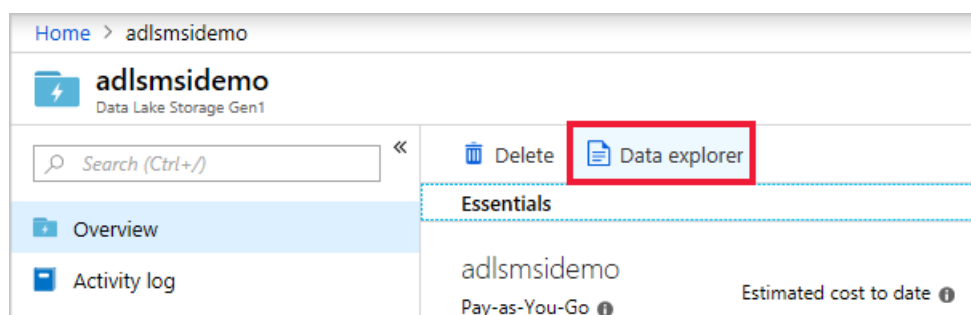 Home > adlsmsidemo
adlsmsidemo
Data Lake Storage Gen1
Search (Ctrl+/)
«
Delete
Data explorer
Essentials
Overview
Activity log
adlsmsidemo
Pay-as-You-Go
Estimated cost to date